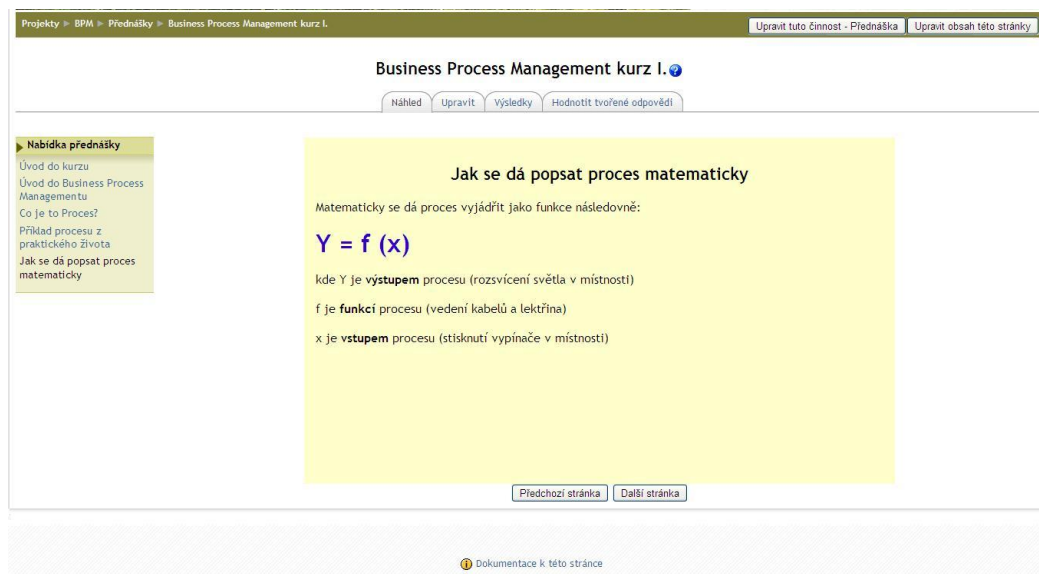 Projekty ► BPM ► Přednášky ► Business Process Management kurz I.
Upravit tuto činnost - Přednáška
Upravit obsah této stránky
Business Process Management kurz I.
Náhled
Upravit
Výsledky
Hodnotit tvořené odpovědi
Nabídka přednášky
Úvod do kurzu
Úvod do Business Process
Managementu
Co je to Proces?
Příklad procesu z
praktického života
Jak se dá popsat proces
matematicky
Jak se dá popsat proces matematicky
Matematicky se dá proces vyjádřit jako funkce následovně:
Y = f (x)
kde Y je výstupem procesu (rozsvícení světla v místnosti)
f je funkcí procesu (vedení kabelů a lektřina)
x je vstupem procesu (stisknutí vypínače v místnosti)
Předchozí stránka
Další stránka
Dokumentace k této stránce